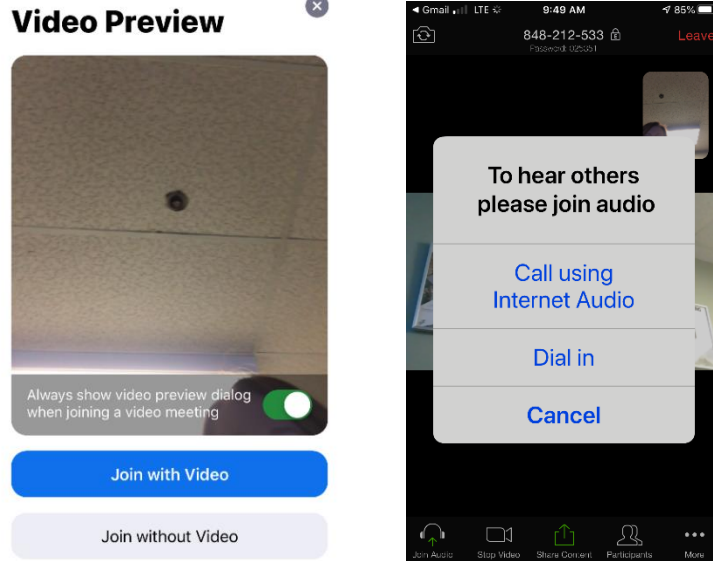 Video Preview
Always show video preview dialog
when joining a video meeting
Join with Video
Join without Video
Gmail LTE 9:49 AM 85%
848-212-533 Leave
Password: 025351
To hear others
please join audio
Call using
Internet Audio
Dial in
Cancel
Join Audio Stop Video Share Content Participants More